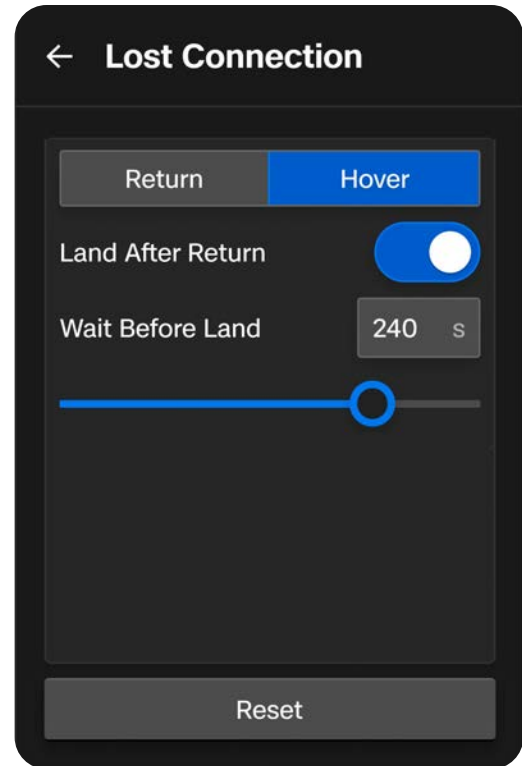 Lost Connection
Return Hover
Land After Return
Wait Before Land 240 s
Reset